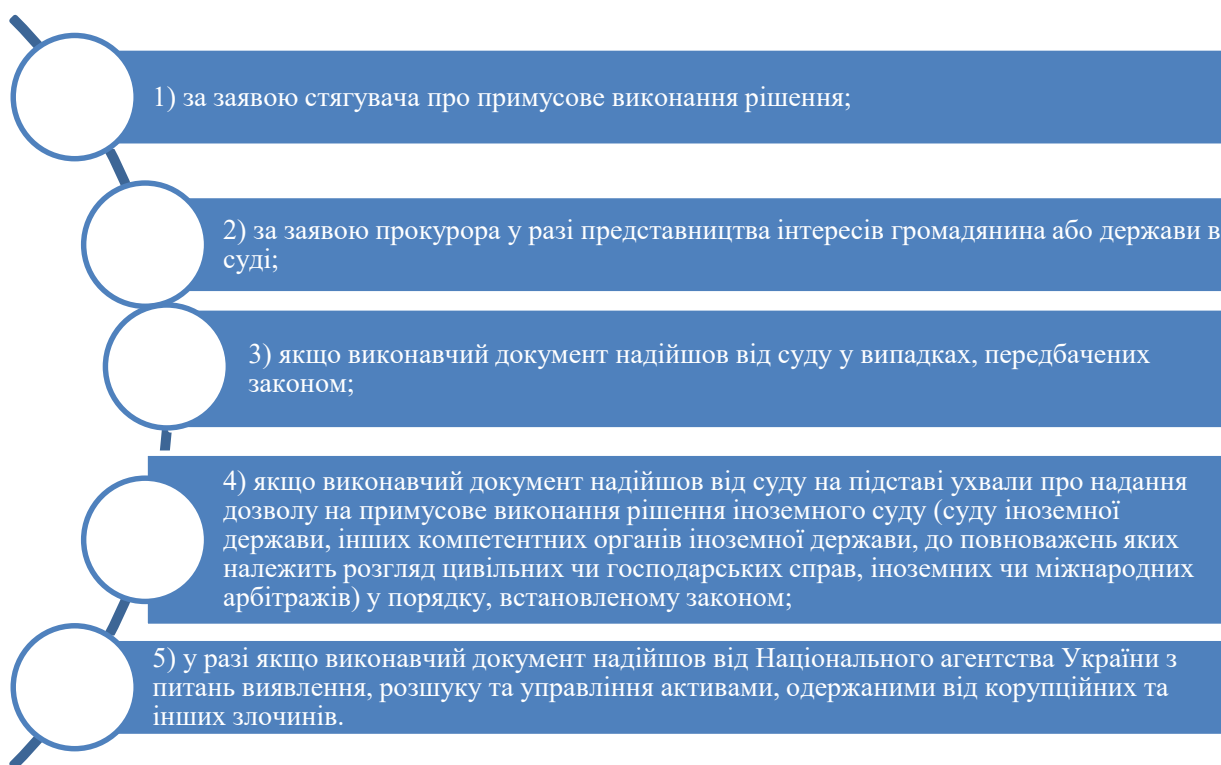 1) за заявою стягувача про примусове виконання рішення;
2) за заявою прокурора у разі представництва інтересів громадянина або держави в
суді;
3) якщо виконавчий документ надійшов від суду у випадках, передбачених
законом;
4) якщо виконавчий документ надійшов від суду на підставі ухвали про надання
дозволу на примусове виконання рішення іноземного суду (суду іноземної
держави, інших компетентних органів іноземної держави, до повноважень яких
належить розгляд цивільних чи господарських справ, іноземних чи міжнародних
арбітражів) у порядку, встановленому законом;
5) у разі якщо виконавчий документ надійшов від Національного агентства України з
питань виявлення, розшуку та управління активами, одержаними від корупційних та
інших злочинів.